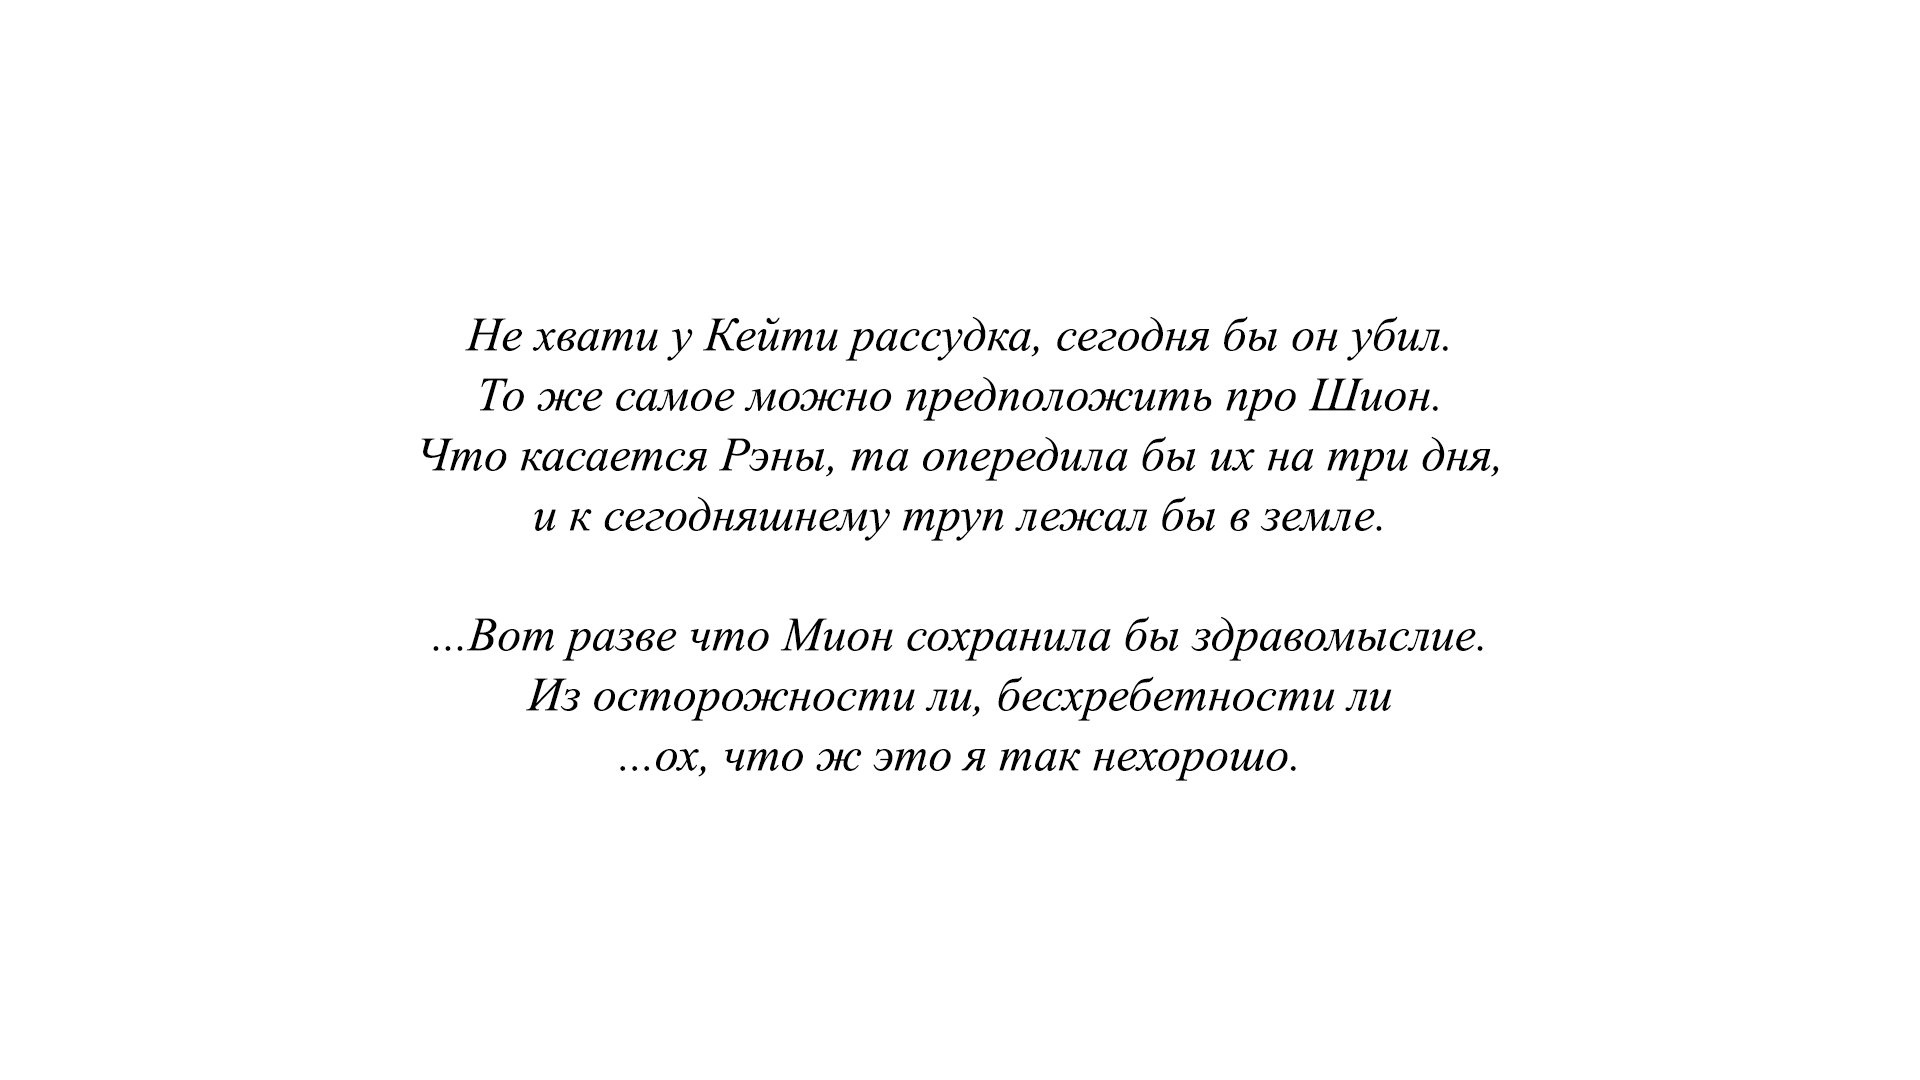 Не хвати у Кейти рассудка, сегодня бы он убил.
То же самое можно предположить про Шион.
Что касается Рэны, та опередила бы их на три дня,
и к сегодняшнему труп лежал бы в земле.
...Вот разве что Мион сохранила бы здравомыслие.
Из осторожности ли, бесхребетности ли
...ох, что ж это я так нехорошо.